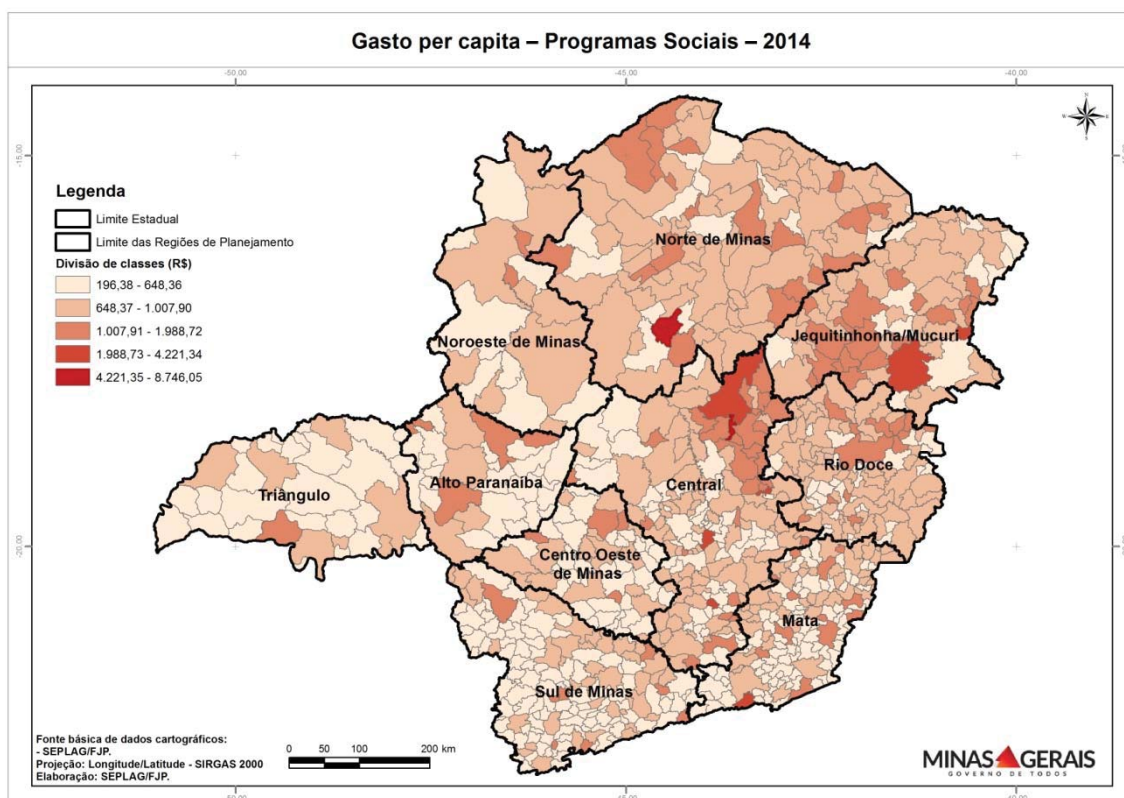 Gasto per capita – Programas Sociais – 2014
-50,00
-45,00
-40,00
-15,00
Legenda
Limite Estadual
Limite das Regiões de Planejamento
Divisão de classes (R$)
196,38 - 648,36
648,37 - 1.007,90
1.007,91 - 1.988,72
1.988,73 - 4.221,34
4.221,35 - 8.746,05
Norte de Minas
Jequitinhonha/Mucuri
Noroeste de Minas
Rio Doce
Alto Paranaíba
Central
Triângulo
-20,00
Centro Oeste
de Minas
Mata
Sul de Minas
Fonte básica de dados cartográficos:
- SEPLAG/FJP.
Projeção: Longitude/Latitude - SIRGAS 2000
Elaboração: SEPLAG/FJP.
0 50 100 200 km
MINAS GERAIS
GOVERNO DE TODOS